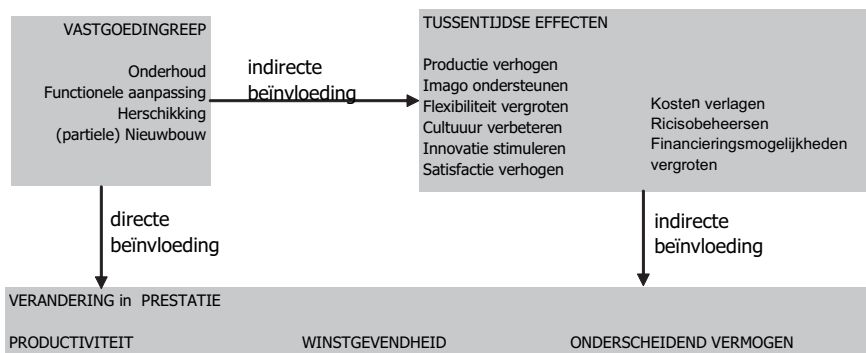 VASTGOEDINGREEP
Onderhoud
Functionele aanpassing
Herschikking
(partiele) Nieuwbouw
indirecte
beïnvloeding
TUSSENTIJDSE EFFECTEN
Productie verhogen
Imago ondersteunen
Flexibiliteit vergroten
Cultuuur verbeteren
Innovatie stimuleren
Satisfactie verhogen
Kosten verlagen
Ricisobeheersen
Financieringsmogelijkheden
vergroten
directe
beïnvloeding
indirecte
beïnvloeding
VERANDERING in PRESTATIE
PRODUCTIVITEIT WINSTGEVENDHEID ONDERSCHEIDEND VERMOGEN